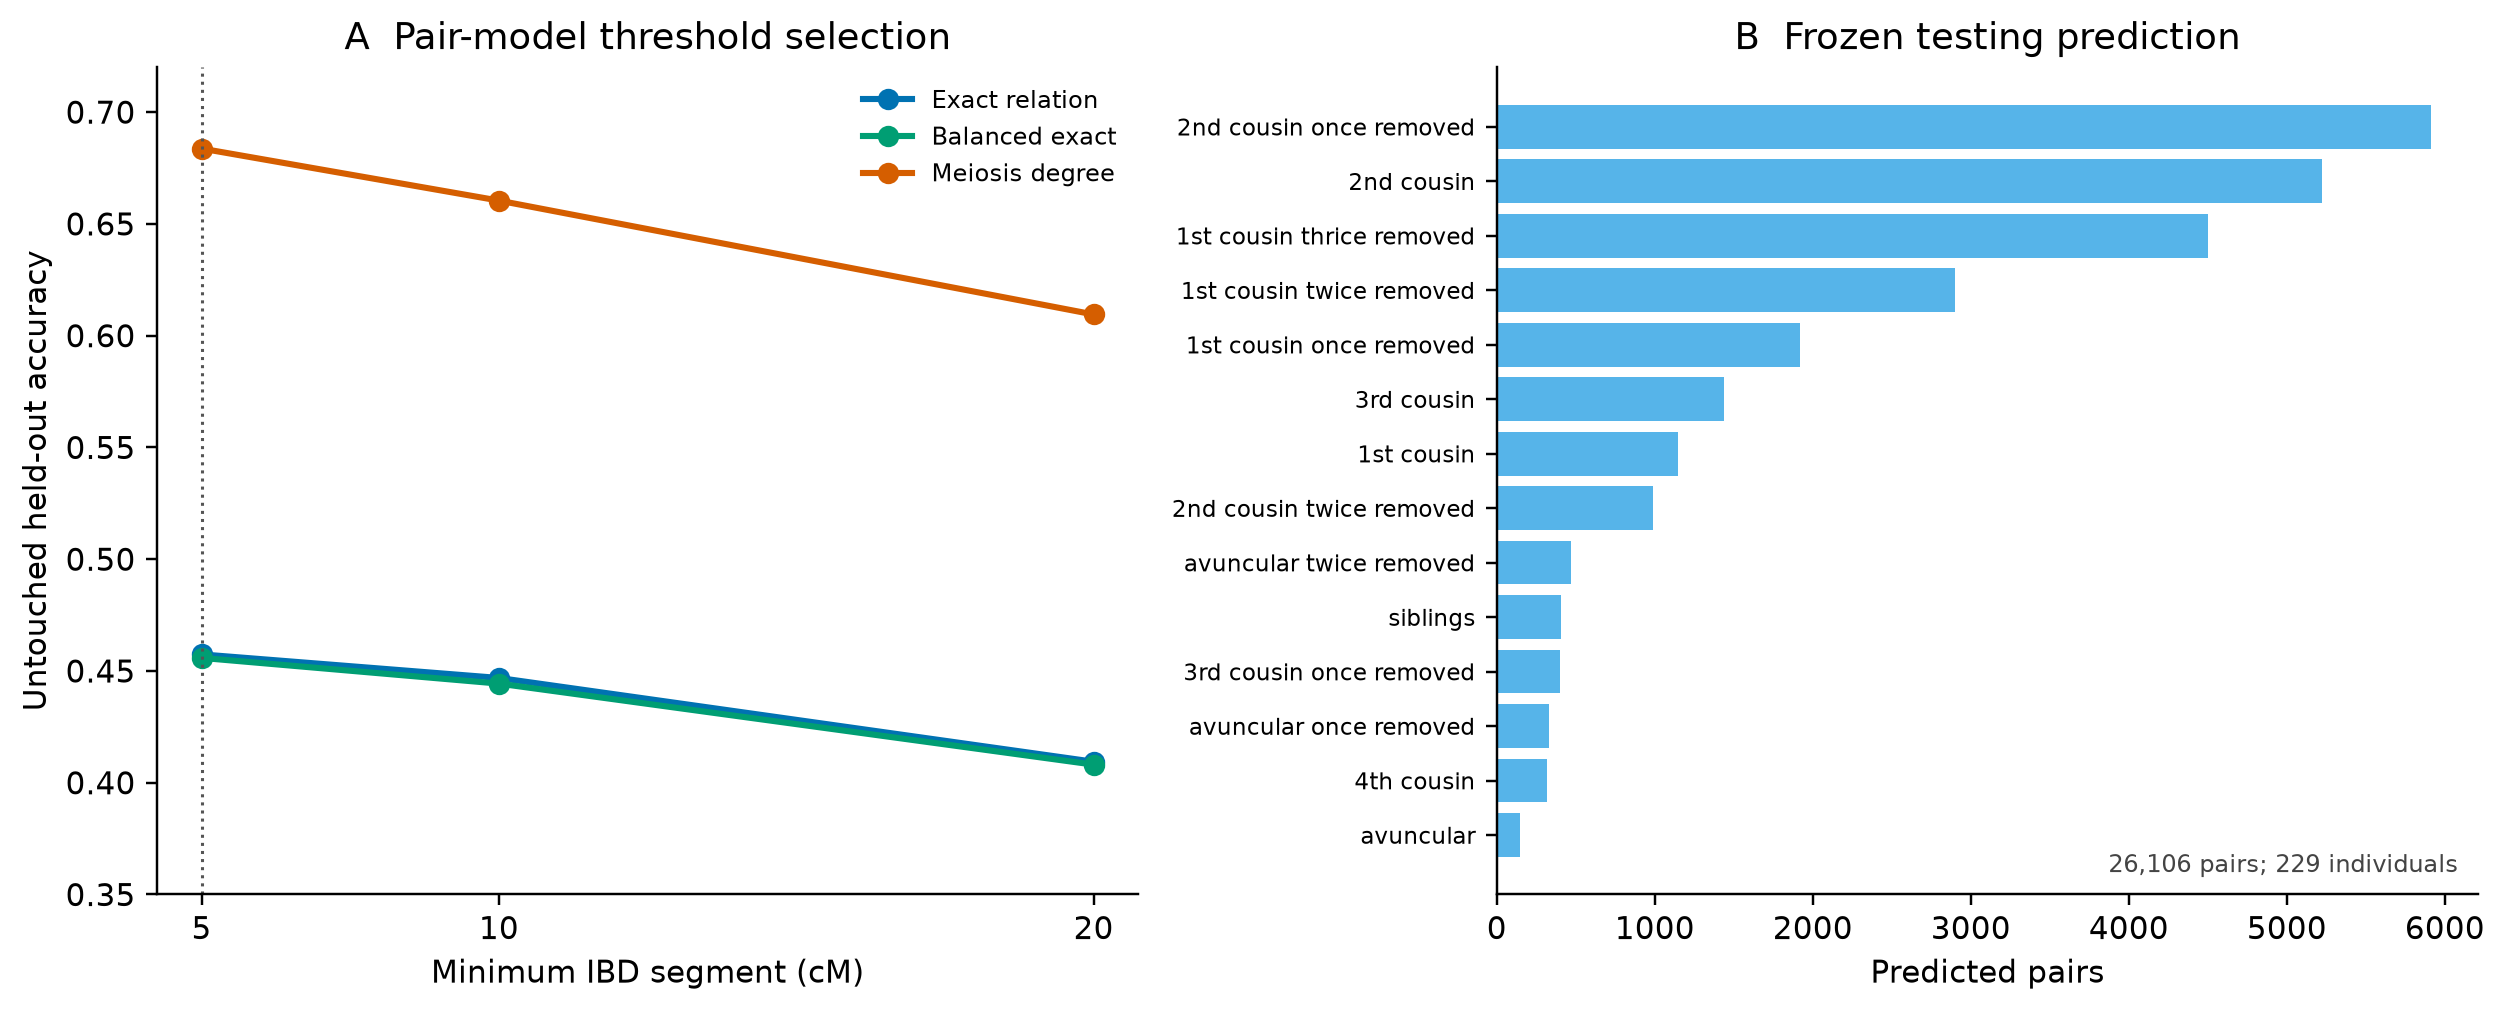 A  Pair-model threshold selection
Untouched held-out accuracy
0.70
0.65
0.60
0.55
0.50
0.45
0.40
0.35
Exact relation
Balanced exact
Meiosis degree
5
10
20
Minimum IBD segment (cM)
B  Frozen testing prediction
2nd cousin once removed
2nd cousin
1st cousin thrice removed
1st cousin twice removed
1st cousin once removed
3rd cousin
1st cousin
2nd cousin twice removed
avuncular twice removed
siblings
3rd cousin once removed
avuncular once removed
4th cousin
avuncular
26,106 pairs; 229 individuals
0
1000
2000
3000
4000
5000
6000
Predicted pairs